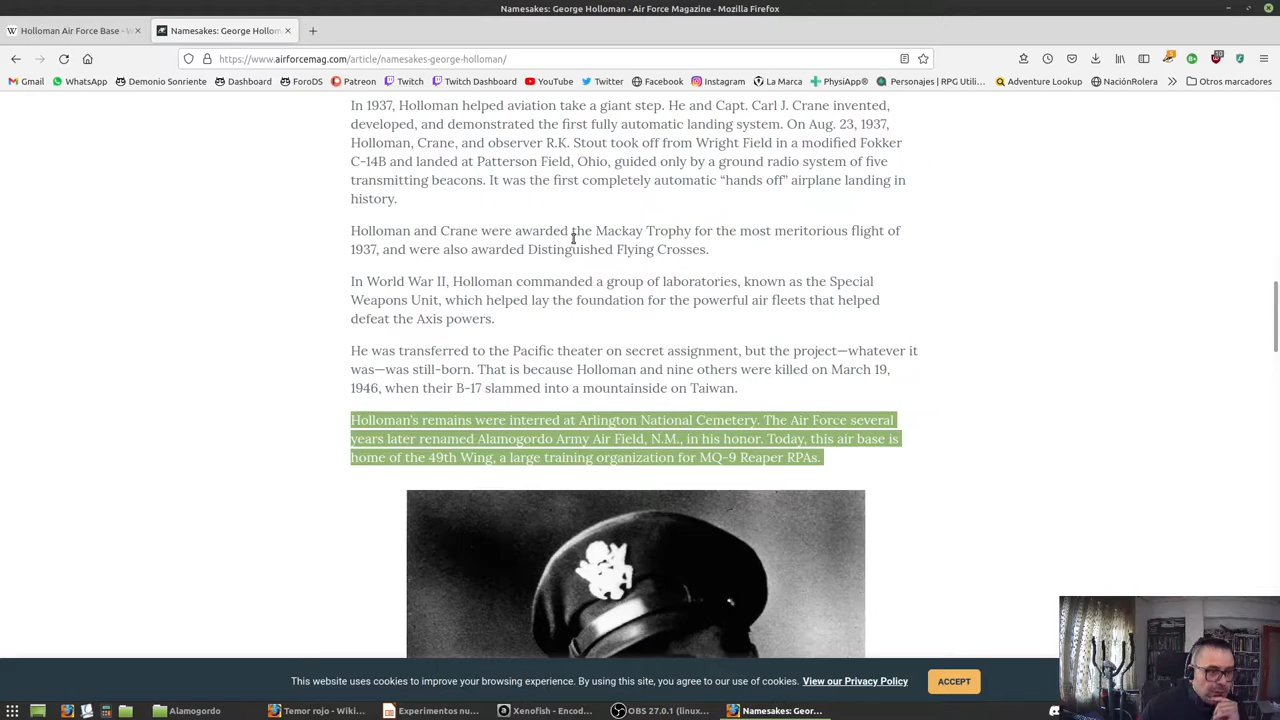 Namesakes: George Holloman - Air Force Magazine - Mozilla Firefox
Holloman Air Force Base - W
Namesakes: George Hollom
https://www.airforcemag.com/article/namesakes-george-holloman/
Gmail WhatsApp Demonio Sonriente Dashboard ForoDS Patreon Twitch Twitch Dashboard YouTube Twitter Facebook Instagram La Marca PhysiApp® Personajes | RPG Utili... Adventure Lookup NaciónRolera Otros marcadores
In 1937, Holloman helped aviation take a giant step. He and Capt. Carl J. Crane invented,
developed, and demonstrated the first fully automatic landing system. On Aug. 23, 1937,
Holloman, Crane, and observer R.K. Stout took off from Wright Field in a modified Fokker
C-14B and landed at Patterson Field, Ohio, guided only by a ground radio system of five
transmitting beacons. It was the first completely automatic “hands off” airplane landing in
history.
Holloman and Crane were awarded the Mackay Trophy for the most meritorious flight of
1937, and were also awarded Distinguished Flying Crosses.
In World War II, Holloman commanded a group of laboratories, known as the Special
Weapons Unit, which helped lay the foundation for the powerful air fleets that helped
defeat the Axis powers.
He was transferred to the Pacific theater on secret assignment, but the project—whatever it
was—was still-born. That is because Holloman and nine others were killed on March 19,
1946, when their B-17 slammed into a mountainside on Taiwan.
Holloman’s remains were interred at Arlington National Cemetery. The Air Force several
years later renamed Alamogordo Army Air Field, N.M., in his honor. Today, this air base is
home of the 49th Wing, a large training organization for MQ-9 Reaper RPAs.
This website uses cookies to improve your browsing experience. By using this site, you agree to our use of cookies. View our Privacy Policy ACCEPT
Alamogordo Temor rojo - Wiki... Experimentos nu... Xenofish - Encod... OBS 27.0.1 (linux... Namesakes: Geor...